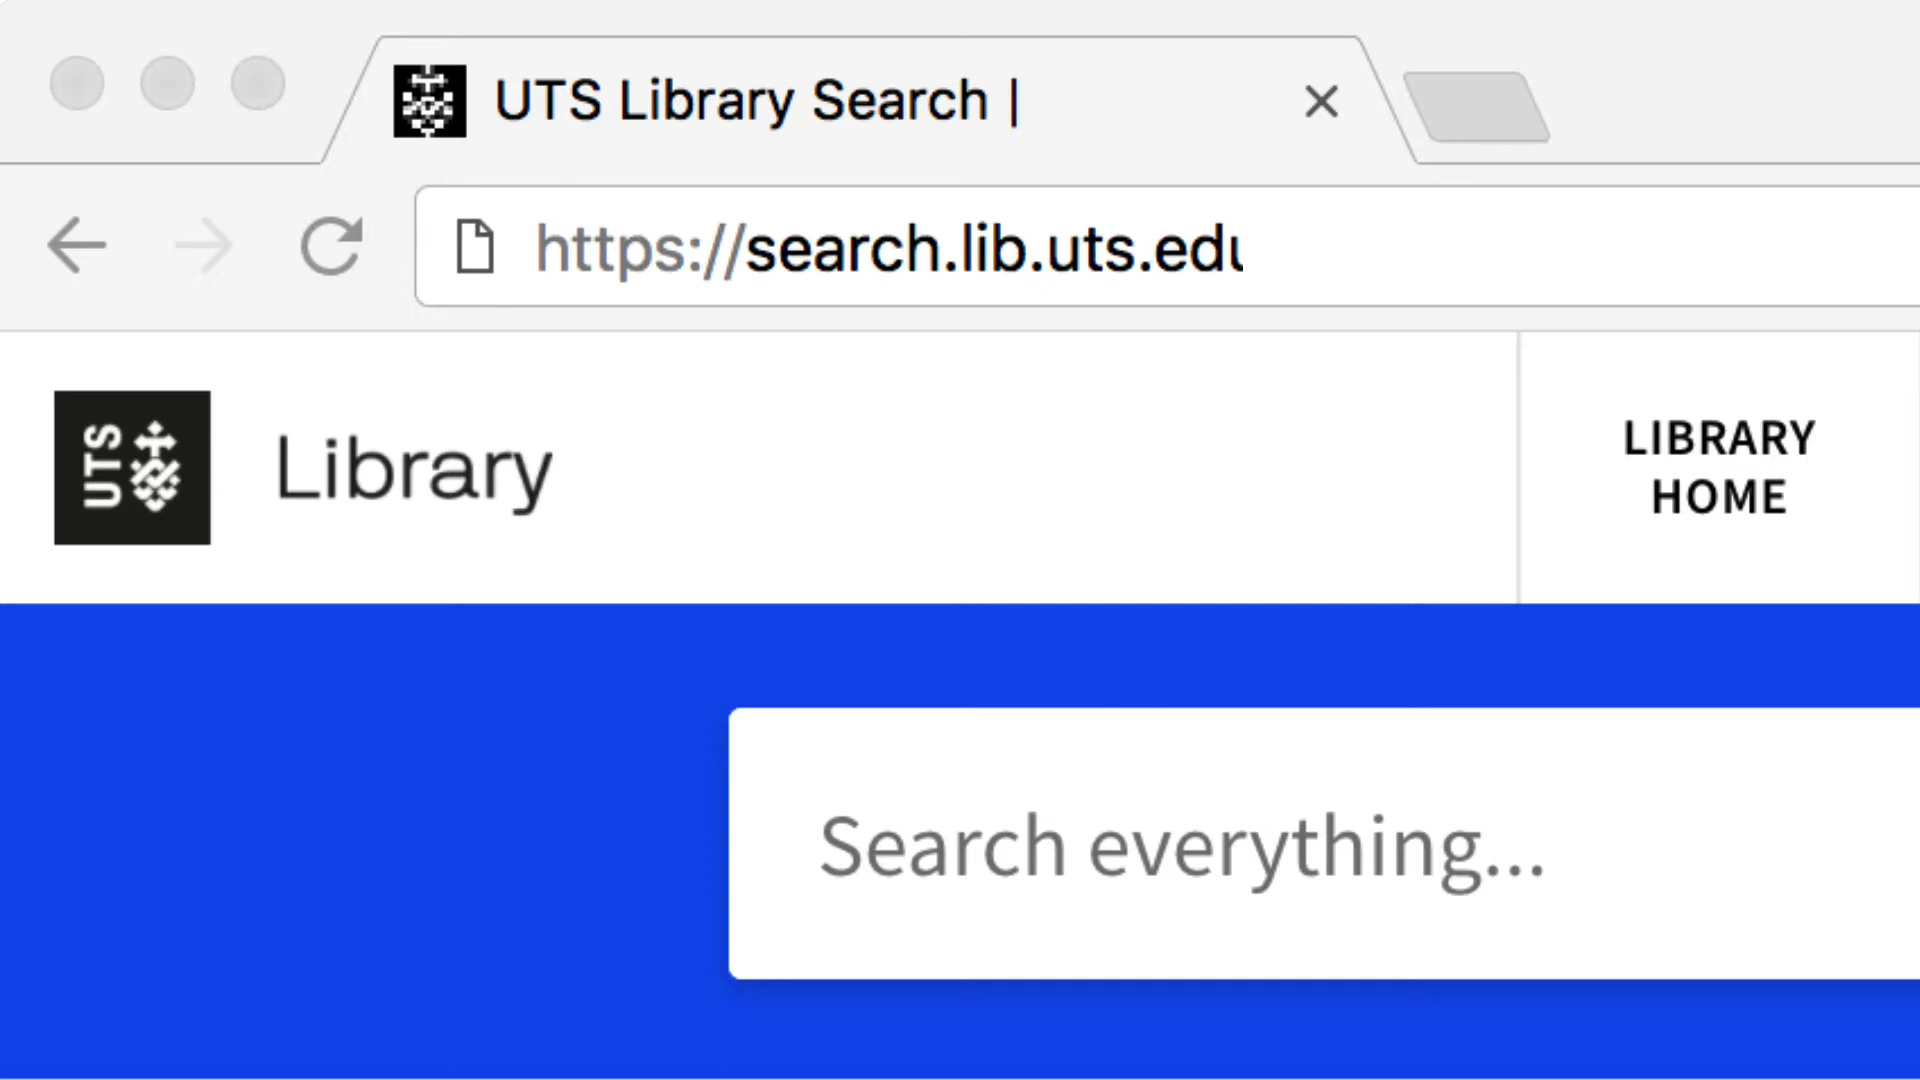 UTS Library Search |
https://search.lib.uts.edu
UTS
Library
LIBRARY
HOME
Search everything...